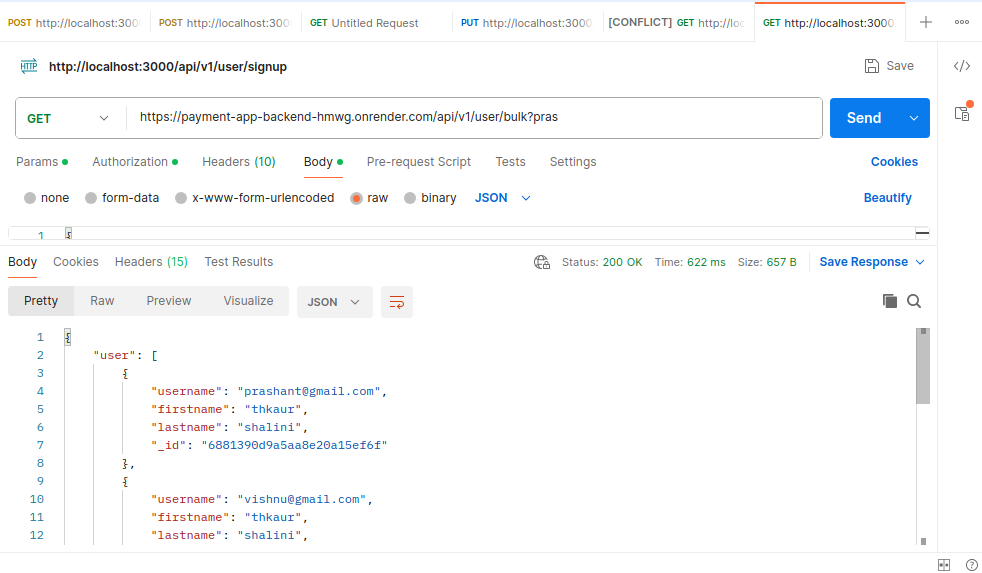 POST http://localhost:3000 POST http://localhost:3000 GET Untitled Request PUT http://localhost:3000 [CONFLICT] GET http://loc GET http://localhost:3000
HTTP http://localhost:3000/api/v1/user/signup Save
GET https://payment-app-backend-hmwg.onrender.com/api/v1/user/bulk?pras Send
Params Authorization Headers (10) Body Pre-request Script Tests Settings Cookies
none form-data x-www-form-urlencoded raw binary JSON Beautify
1 {
Body Cookies Headers (15) Test Results Status: 200 OK Time: 622 ms Size: 657 B Save Response
Pretty Raw Preview Visualize JSON
1 {
2 "user": [
3 {
4 "username": "prashant@gmail.com",
5 "firstname": "thkaur",
6 "lastname": "shalini",
7 "_id": "6881390d9a5aa8e20a15ef6f"
8 },
9 {
10 "username": "vishnu@gmail.com",
11 "firstname": "thkaur",
12 "lastname": "shalini",